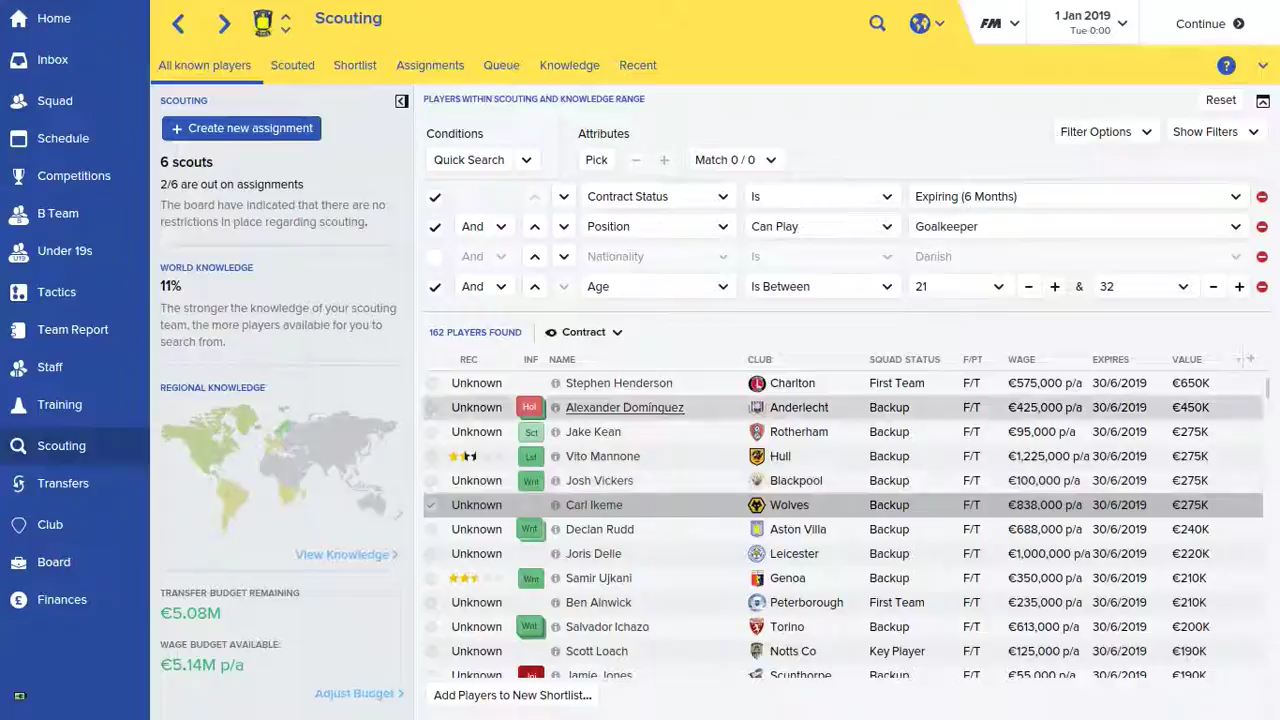 Home
Inbox
Squad
Schedule
Competitions
B Team
Under 19s
Tactics
Team Report
Staff
Training
Scouting
Transfers
Club
Board
Finances
Scouting
FM
1 Jan 2019
Tue 0:00
Continue
All known players Scouted Shortlist Assignments Queue Knowledge Recent
SCOUTING
+ Create new assignment
6 scouts
2/6 are out on assignments
The board have indicated that there are no
restrictions in place regarding scouting.
WORLD KNOWLEDGE
11%
The stronger the knowledge of your scouting
team, the more players available for you to
search from.
REGIONAL KNOWLEDGE
View Knowledge >
TRANSFER BUDGET REMAINING
€5.08M
WAGE BUDGET AVAILABLE:
€5.14M p/a
Adjust Budget >
PLAYERS WITHIN SCOUTING AND KNOWLEDGE RANGE
Reset
Conditions Attributes Filter Options Show Filters
Quick Search Pick − + Match 0 / 0
Contract Status Is Expiring (6 Months)
And Position Can Play Goalkeeper
And Nationality Is Danish
And Age Is Between 21 − + & 32 − +
162 PLAYERS FOUND Contract
REC INF NAME CLUB SQUAD STATUS F/PT WAGE EXPIRES VALUE
Unknown Stephen Henderson Charlton First Team F/T €575,000 p/a 30/6/2019 €650K
Unknown Hol Alexander Domínguez Anderlecht Backup F/T €425,000 p/a 30/6/2019 €450K
Unknown Sct Jake Kean Rotherham Backup F/T €95,000 p/a 30/6/2019 €275K
Lst Vito Mannone Hull Backup F/T €1,225,000 p/a 30/6/2019 €275K
Unknown Wnt Josh Vickers Blackpool Backup F/T €100,000 p/a 30/6/2019 €275K
Unknown Carl Ikeme Wolves Backup F/T €838,000 p/a 30/6/2019 €275K
Unknown Wnt Declan Rudd Aston Villa Backup F/T €688,000 p/a 30/6/2019 €240K
Unknown Joris Delle Leicester Backup F/T €1,000,000 p/a 30/6/2019 €220K
Wnt Samir Ujkani Genoa Backup F/T €350,000 p/a 30/6/2019 €210K
Unknown Ben Alnwick Peterborough First Team F/T €235,000 p/a 30/6/2019 €210K
Unknown Wnt Salvador Ichazo Torino Backup F/T €613,000 p/a 30/6/2019 €200K
Unknown Scott Loach Notts Co Key Player F/T €125,000 p/a 30/6/2019 €190K
Unknown Inj Jamie Jones Scunthorpe Backup F/T €55,000 p/a 30/6/2019 €190K
Add Players to New Shortlist...